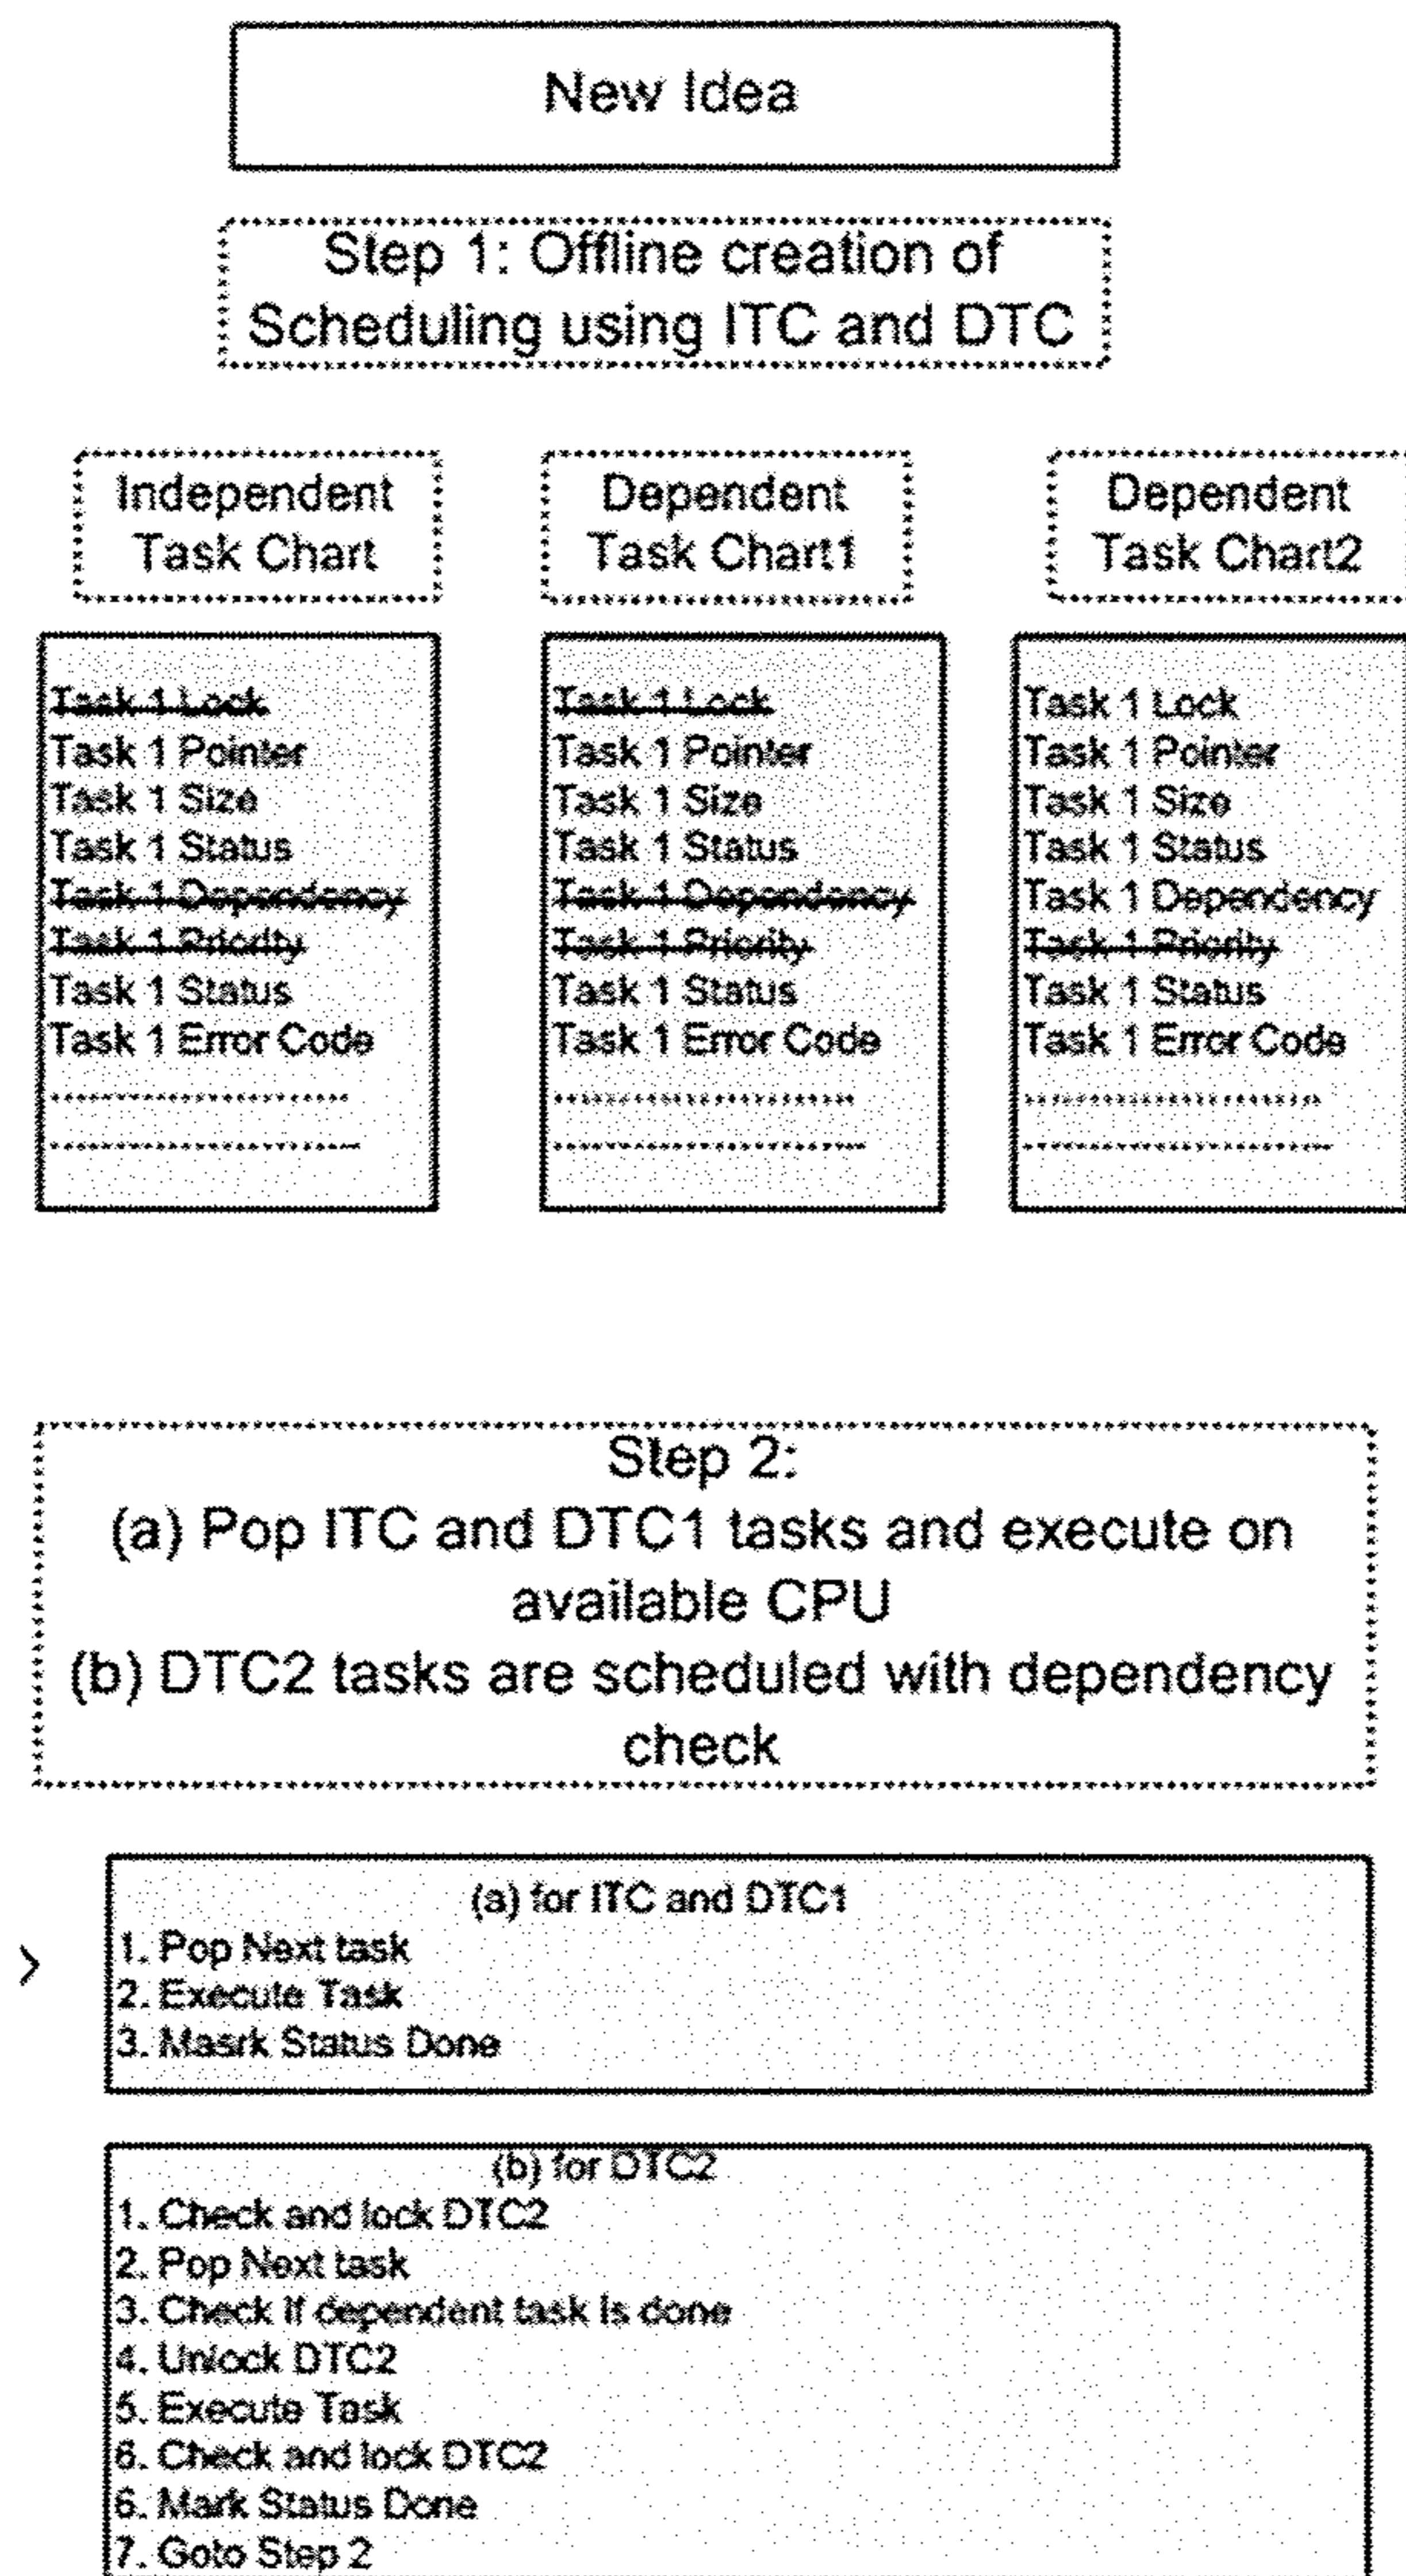 New Idea
Step 1: Offline creation of
Scheduling using ITC and DTC
Independent
Task Chart
Dependent
Task Chart1
Dependent
Task Chart2
Task 1 Lock
Task 1 Pointer
Task 1 Size
Task 1 Status
Task 1 Dependency
Task 1 Priority
Task 1 Status
Task 1 Error Code
Task 1 Lock
Task 1 Pointer
Task 1 Size
Task 1 Status
Task 1 Dependency
Task 1 Priority
Task 1 Status
Task 1 Error Code
Task 1 Lock
Task 1 Pointer
Task 1 Size
Task 1 Status
Task 1 Dependency
Task 1 Priority
Task 1 Status
Task 1 Error Code
Step 2:
(a) Pop ITC and DTC1 tasks and execute on
available CPU
(b) DTC2 tasks are scheduled with dependency
check
(a) for ITC and DTC1
1. Pop Next task
2. Execute Task
3. Masrk Status Done
(b) for DTC2
1. Check and lock DTC2
2. Pop Next task
3. Check if dependent task is done
4. Unlock DTC2
5. Execute Task
6. Check and lock DTC2
6. Mark Status Done
7. Goto Step 2